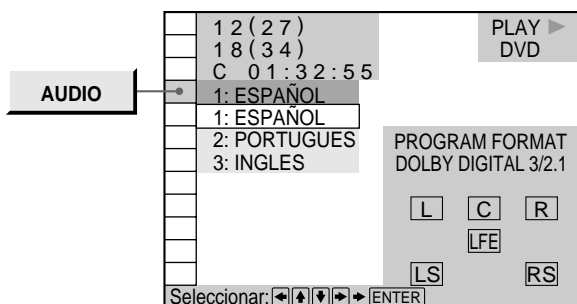 12(27)
18(34)
C 01:32:55
PLAY
DVD
AUDIO
1: ESPAÑOL
1: ESPAÑOL
2: PORTUGUES
3: INGLES
PROGRAM FORMAT
DOLBY DIGITAL 3/2.1
L C R
LFE
LS RS
Seleccionar: ENTER